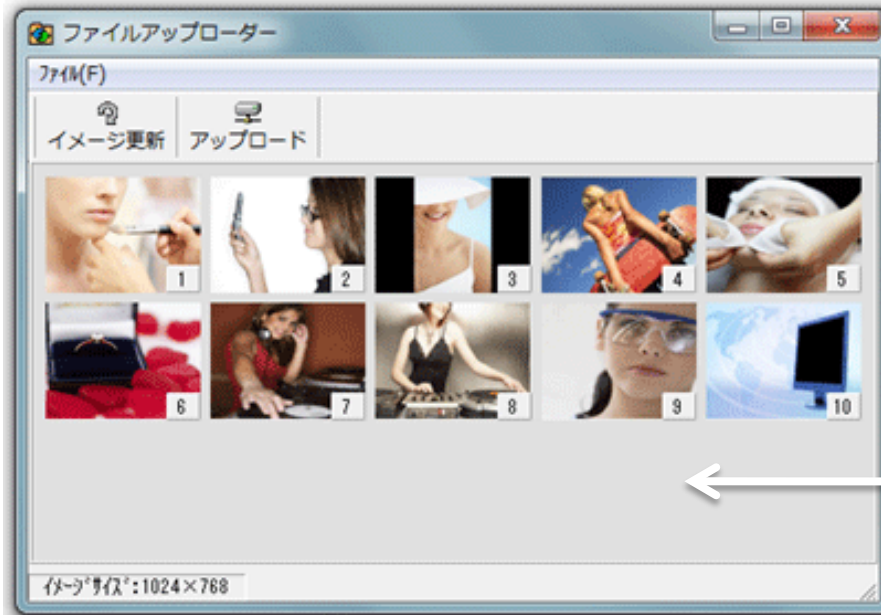 ファイルアップローダー
ﾌｧｲﾙ(F)
イメージ更新 アップロード
1 2 3 4 5
6 7 8 9 10
ｲﾒｰｼﾞｻｲｽﾞ:1024×768